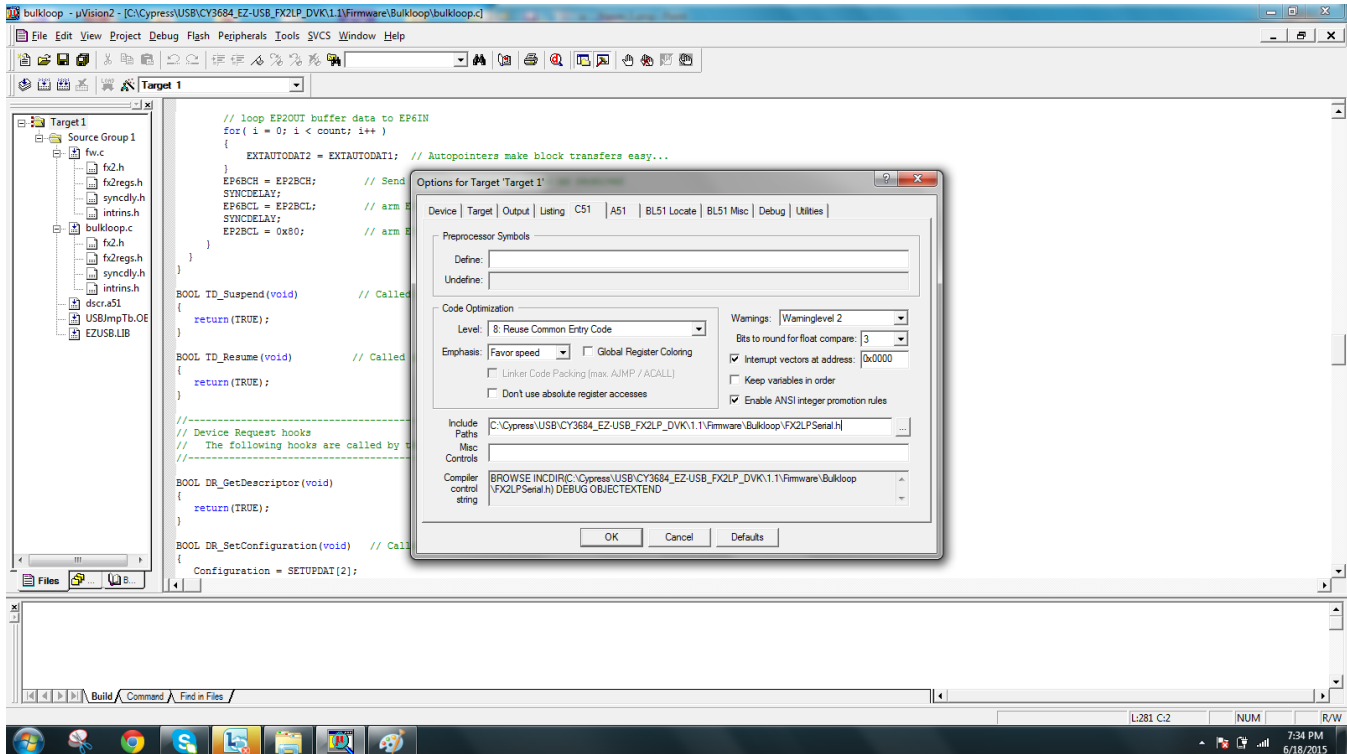 bulkloop - µVision2 - [C:\Cypress\USB\CY3684_EZ-USB_FX2LP_DVK\1.1\Firmware\Bulkloop\bulkloop.c]
File Edit View Project Debug Flash Peripherals Tools SVCS Window Help
Target 1
Target 1
Source Group 1
fw.c
fx2.h
fx2regs.h
syncdly.h
intrins.h
bulkloop.c
fx2.h
fx2regs.h
syncdly.h
intrins.h
dscr.a51
USBJmpTb.OE
EZUSB.LIB
Files
B...
// loop EP2OUT buffer data to EP6IN
for( i = 0; i < count; i++ )
{
EXTAUTODAT2 = EXTAUTODAT1; // Autopointers make block transfers easy...
}
EP6BCH = EP2BCH; // Send
SYNCDELAY;
EP6BCL = EP2BCL; // arm E
SYNCDELAY;
EP2BCL = 0x80; // arm E
}
}
}
BOOL TD_Suspend(void) // Called
{
return(TRUE);
}
BOOL TD_Resume(void) // Called
{
return(TRUE);
}
//----------------------------------------
// Device Request hooks
// The following hooks are called by t
//----------------------------------------
BOOL DR_GetDescriptor(void)
{
return(TRUE);
}
BOOL DR_SetConfiguration(void) // Call
{
Configuration = SETUPDAT[2];
Options for Target 'Target 1'
Device Target Output Listing C51 A51 BL51 Locate BL51 Misc Debug Utilities
Preprocessor Symbols
Define:
Undefine:
Code Optimization
Level: 8: Reuse Common Entry Code
Emphasis: Favor speed Global Register Coloring
Linker Code Packing (max. AJMP / ACALL)
Don't use absolute register accesses
Warnings: Warninglevel 2
Bits to round for float compare: 3
Interrupt vectors at address: 0x0000
Keep variables in order
Enable ANSI integer promotion rules
Include Paths C:\Cypress\USB\CY3684_EZ-USB_FX2LP_DVK\1.1\Firmware\Bulkloop\FX2LPSerial.h ...
Misc Controls
Compiler control string BROWSE INCDIR(C:\Cypress\USB\CY3684_EZ-USB_FX2LP_DVK\1.1\Firmware\Bulkloop
\FX2LPSerial.h) DEBUG OBJECTEXTEND
OK Cancel Defaults
Build Command Find in Files
L:281 C:2 NUM R/W
7:34 PM
6/18/2015